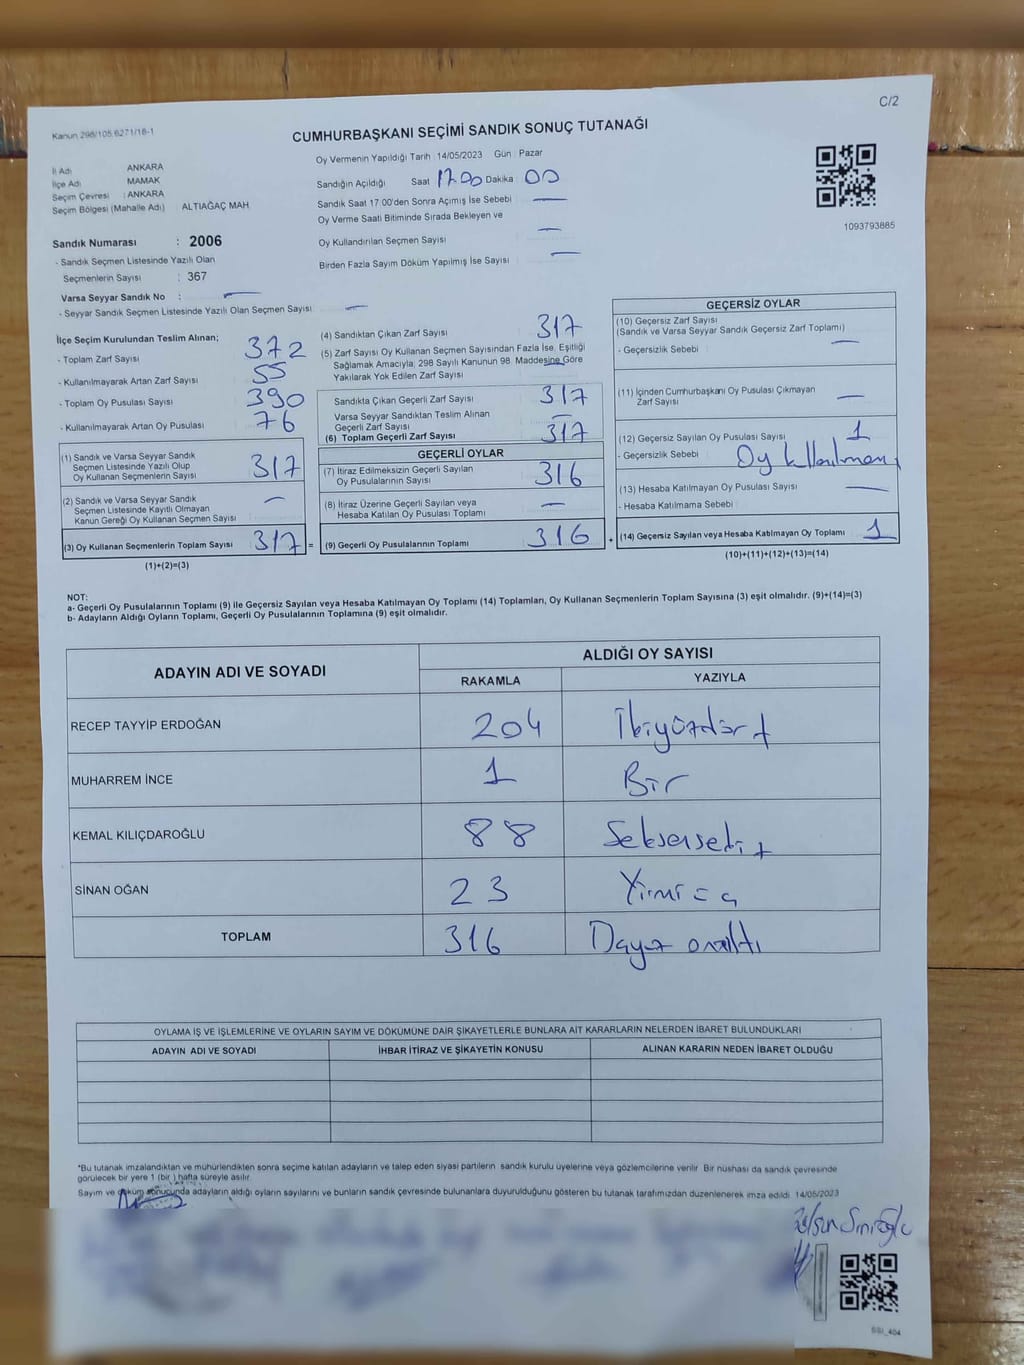 C/2
Kanun 298/105.6271/18-1
CUMHURBAŞKANI SEÇİMİ SANDIK SONUÇ TUTANAĞI
İl Adı ANKARA
İlçe Adı MAMAK
Seçim Çevresi : ANKARA
Seçim Bölgesi (Mahalle Adı) : ALTIAĞAÇ MAH
Sandık Numarası : 2006
- Sandık Seçmen Listesinde Yazılı Olan
Seçmenlerin Sayısı : 367
Varsa Seyyar Sandık No : —
- Seyyar Sandık Seçmen Listesinde Yazılı Olan Seçmen Sayısı —
Oy Vermenin Yapıldığı Tarih : 14/05/2023 Gün : Pazar
Sandığın Açıldığı Saat 17.00 Dakika 00
Sandık Saat 17.00'den Sonra Açımış İse Sebebi —
Oy Verme Saati Bitiminde Sırada Bekleyen ve
Oy Kullandırılan Seçmen Sayısı —
Birden Fazla Sayım Döküm Yapılmış İse Sayısı —
1093793885
İlçe Seçim Kurulundan Teslim Alınan;
- Toplam Zarf Sayısı 372
- Kullanılmayarak Artan Zarf Sayısı 55
- Toplam Oy Pusulası Sayısı 390
- Kullanılmayarak Artan Oy Pusulası 76
(1) Sandık ve Varsa Seyyar Sandık
Seçmen Listesinde Yazılı Olup
Oy Kullanan Seçmenlerin Sayısı 317
(2) Sandık ve Varsa Seyyar Sandık
Seçmen Listesinde Kayıtlı Olmayan
Kanun Gereği Oy Kullanan Seçmen Sayısı —
(3) Oy Kullanan Seçmenlerin Toplam Sayısı 317 =
(1)+(2)=(3)
(4) Sandıktan Çıkan Zarf Sayısı 317
(5) Zarf Sayısı Oy Kullanan Seçmen Sayısından Fazla İse, Eşitliği
Sağlamak Amacıyla; 298 Sayılı Kanunun 98. Maddesine Göre
Yakılarak Yok Edilen Zarf Sayısı —
Sandıkta Çıkan Geçerli Zarf Sayısı 317
Varsa Seyyar Sandıktan Teslim Alınan
Geçerli Zarf Sayısı —
(6) Toplam Geçerli Zarf Sayısı 317
GEÇERLİ OYLAR
(7) İtiraz Edilmeksizin Geçerli Sayılan
Oy Pusulalarının Sayısı 316
(8) İtiraz Üzerine Geçerli Sayılan veya
Hesaba Katılan Oy Pusulası Toplamı —
(9) Geçerli Oy Pusulalarının Toplamı 316 +
GEÇERSİZ OYLAR
(10) Geçersiz Zarf Sayısı
(Sandık ve Varsa Seyyar Sandık Geçersiz Zarf Toplamı)
- Geçersizlik Sebebi —
(11) İçinden Cumhurbaşkanı Oy Pusulası Çıkmayan
Zarf Sayısı —
(12) Geçersiz Sayılan Oy Pusulası Sayısı 1
- Geçersizlik Sebebi Oy
(13) Hesaba Katılmayan Oy Pusulası Sayısı —
- Hesaba Katılmama Sebebi
(14) Geçersiz Sayılan veya Hesaba Katılmayan Oy Toplamı 1
(10)+(11)+(12)+(13)=(14)
NOT:
a- Geçerli Oy Pusulalarının Toplamı (9) ile Geçersiz Sayılan veya Hesaba Katılmayan Oy Toplamı (14) Toplamları, Oy Kullanan Seçmenlerin Toplam Sayısına (3) eşit olmalıdır. (9)+(14)=(3)
b- Adayların Aldığı Oyların Toplamı, Geçerli Oy Pusulalarının Toplamına (9) eşit olmalıdır.
ADAYIN ADI VE SOYADI ALDIĞI OY SAYISI
RAKAMLA YAZIYLA
RECEP TAYYİP ERDOĞAN 204 İkiyüzdört
MUHARREM İNCE 1 Bir
KEMAL KILIÇDAROĞLU 88 Seksensekiz
SİNAN OĞAN 23 Yirmi üç
TOPLAM 316 onaltı
OYLAMA İŞ VE İŞLEMLERİNE VE OYLARIN SAYIM VE DÖKÜMÜNE DAİR ŞİKAYETLERLE BUNLARA AİT KARARLARIN NELERDEN İBARET BULUNDUKLARI
ADAYIN ADI VE SOYADI İHBAR İTİRAZ VE ŞİKAYETİN KONUSU ALINAN KARARIN NEDEN İBARET OLDUĞU
*Bu tutanak imzalandıktan ve mühürlendikten sonra seçime katılan adayların ve talep eden siyasi partilerin sandık kurulu üyelerine veya gözlemcilerine verilir. Bir nüshası da sandık çevresinde
görülecek bir yere 1 (bir) hafta süreyle asılır.
Sayım ve döküm sonucunda adayların aldığı oyların sayılarını ve bunların sandık çevresinde bulunanlara duyurulduğunu gösteren bu tutanak tarafımızdan düzenlenerek imza edildi. 14/05/2023